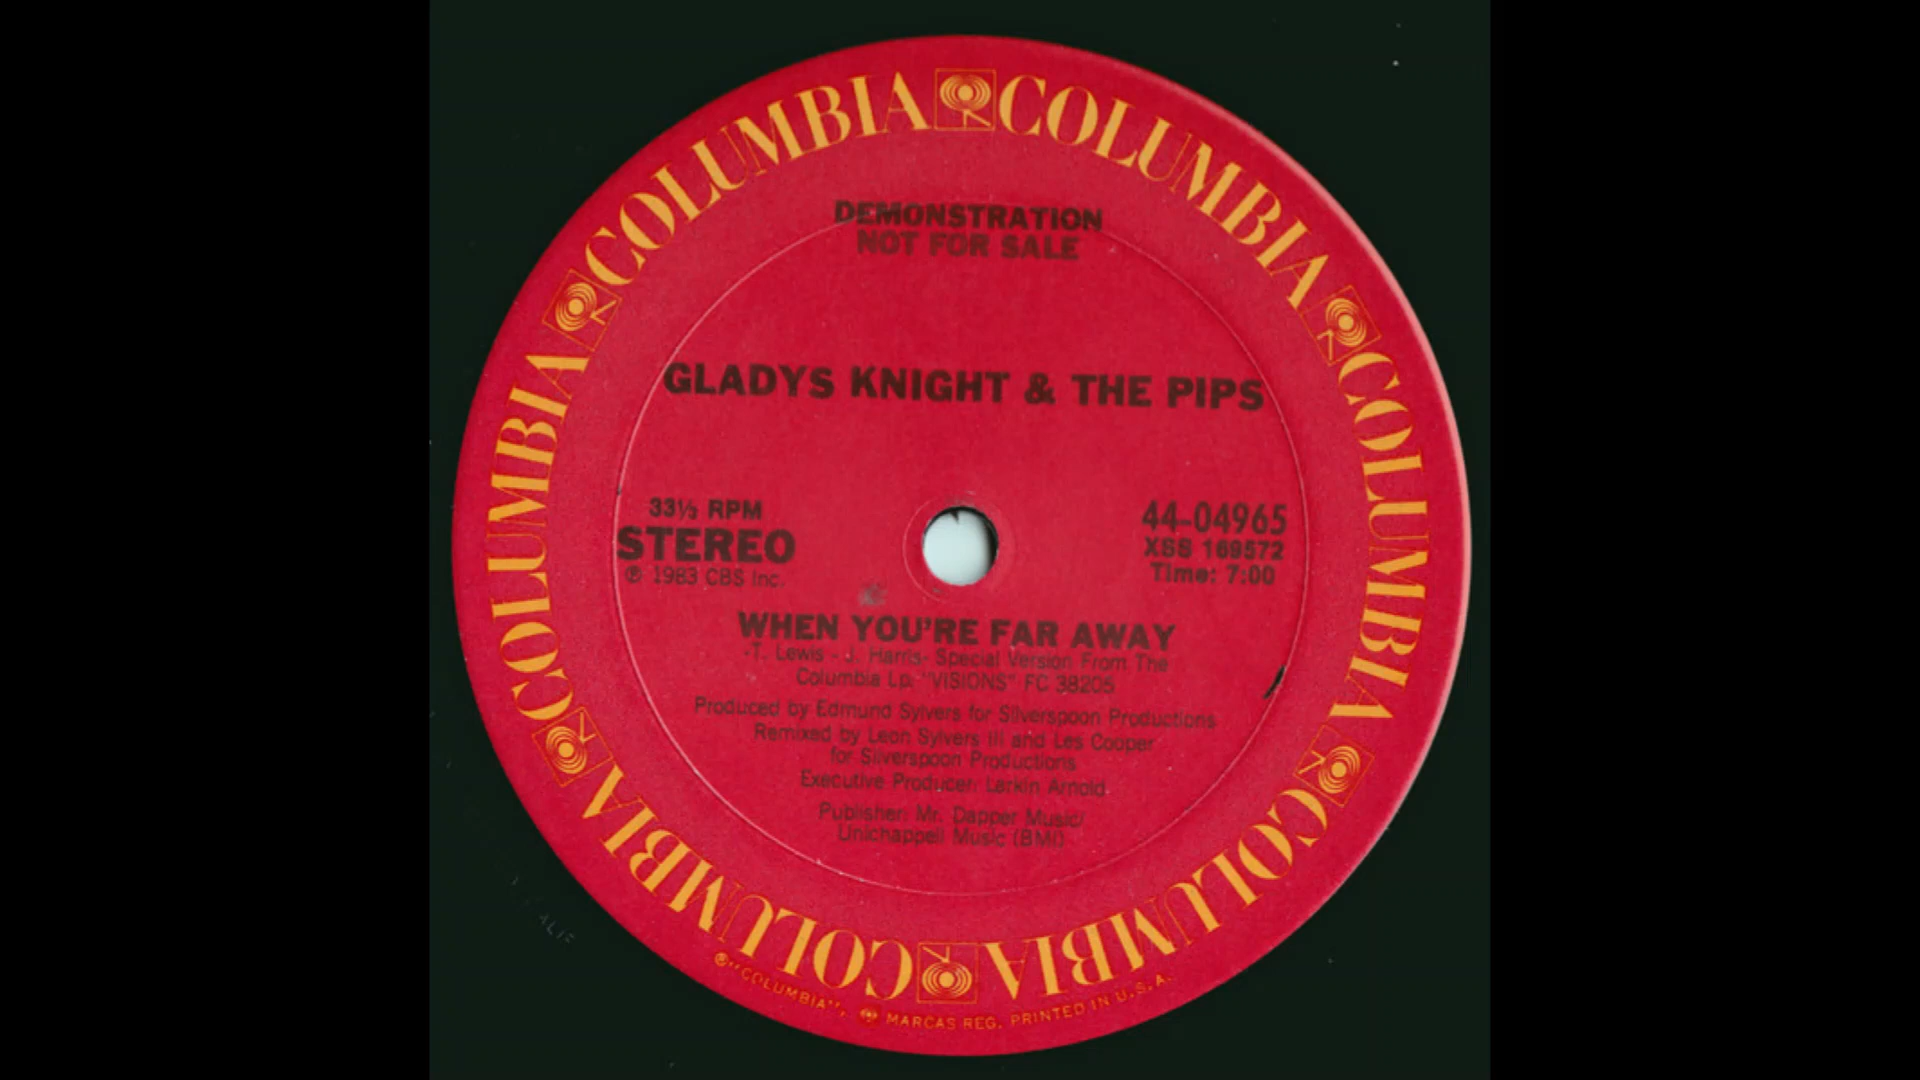 COLUMBIA COLUMBIA COLUMBIA COLUMBIA COLUMBIA COLUMBIA
DEMONSTRATION
NOT FOR SALE
GLADYS KNIGHT & THE PIPS
33⅓ RPM
STEREO
℗ 1983 CBS Inc.
44-04965
XSS 169572
Time: 7:00
WHEN YOU'RE FAR AWAY
-T. Lewis - J. Harris- Special Version From The
Columbia Lp: "VISIONS" FC 38205
Produced by Edmund Sylvers for Silverspoon Productions
Remixed by Leon Sylvers III and Les Cooper
for Silverspoon Productions
Executive Producer: Larkin Arnold
Publisher: Mr. Dapper Music/
Unichappell Music (BMI)
®"COLUMBIA", MARCAS REG. PRINTED IN U.S.A.